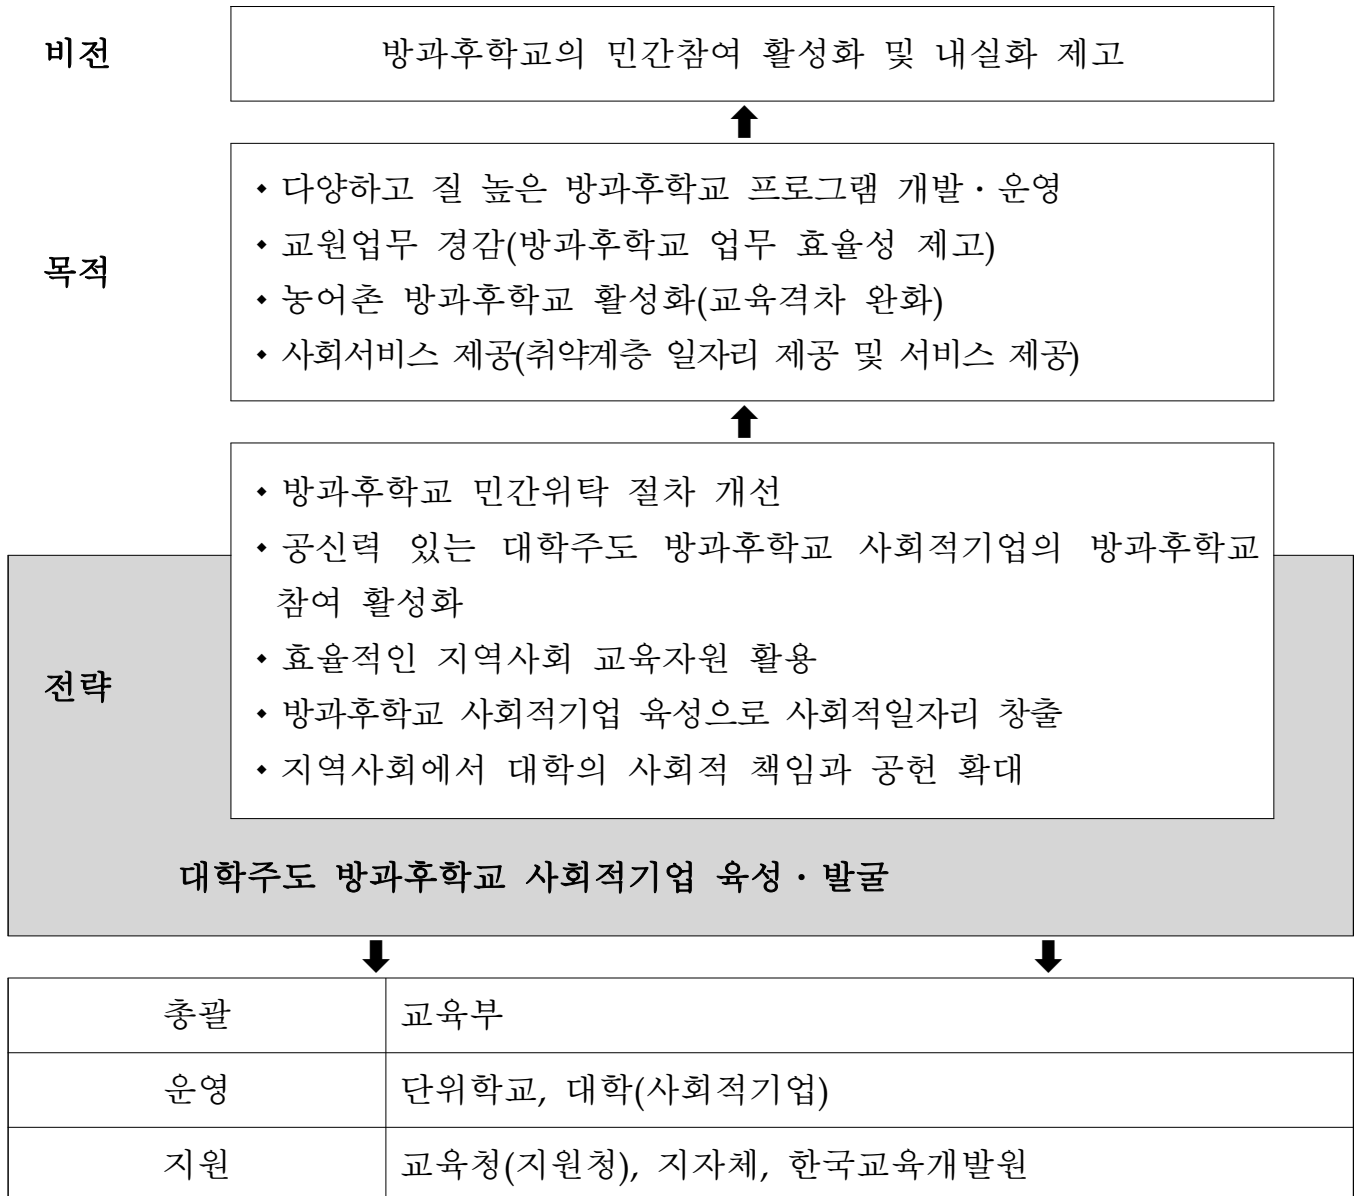 비전
방과후학교의 민간참여 활성화 및 내실화 제고
목적
◆ 다양하고 질 높은 방과후학교 프로그램 개발·운영
◆ 교원업무 경감(방과후학교 업무 효율성 제고)
◆ 농어촌 방과후학교 활성화(교육격차 완화)
◆ 사회서비스 제공(취약계층 일자리 제공 및 서비스 제공)
전략
◆ 방과후학교 민간위탁 절차 개선
◆ 공신력 있는 대학주도 방과후학교 사회적기업의 방과후학교
참여 활성화
◆ 효율적인 지역사회 교육자원 활용
◆ 방과후학교 사회적기업 육성으로 사회적일자리 창출
◆ 지역사회에서 대학의 사회적 책임과 공헌 확대
대학주도 방과후학교 사회적기업 육성·발굴
총괄 교육부
운영 단위학교, 대학(사회적기업)
지원 교육청(지원청), 지자체, 한국교육개발원